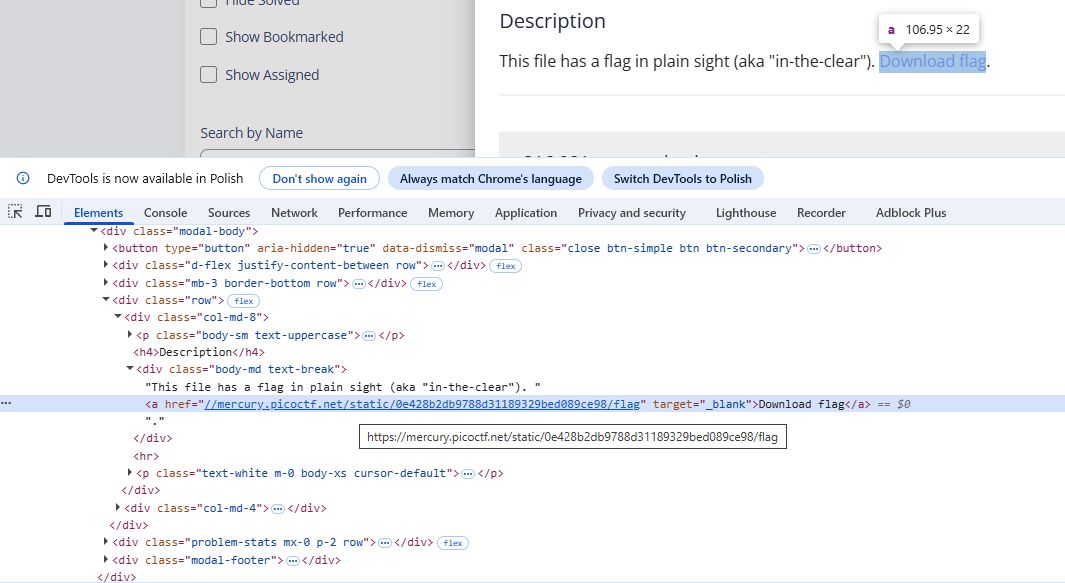 Hide Solved
Description
a 106.95 × 22
Show Bookmarked
This file has a flag in plain sight (aka "in-the-clear"). Download flag.
Show Assigned
Search by Name
DevTools is now available in Polish Don't show again Always match Chrome's language Switch DevTools to Polish
Elements Console Sources Network Performance Memory Application Privacy and security Lighthouse Recorder Adblock Plus
<div class="modal-body">
<button type="button" aria-hidden="true" data-dismiss="modal" class="close btn-simple btn btn-secondary">…</button>
<div class="d-flex justify-content-between row">…</div> flex
<div class="mb-3 border-bottom row">…</div> flex
<div class="row"> flex
<div class="col-md-8">
<p class="body-sm text-uppercase">…</p>
<h4>Description</h4>
<div class="body-md text-break">
"This file has a flag in plain sight (aka "in-the-clear"). "
… <a href="//mercury.picoctf.net/static/0e428b2db9788d31189329bed089ce98/flag" target="_blank">Download flag</a> == $0
"."
</div>
https://mercury.picoctf.net/static/0e428b2db9788d31189329bed089ce98/flag
<hr>
<p class="text-white m-0 body-xs cursor-default">…</p>
</div>
<div class="col-md-4">…</div>
</div>
<div class="problem-stats mx-0 p-2 row">…</div> flex
<div class="modal-footer">…</div>
</div>